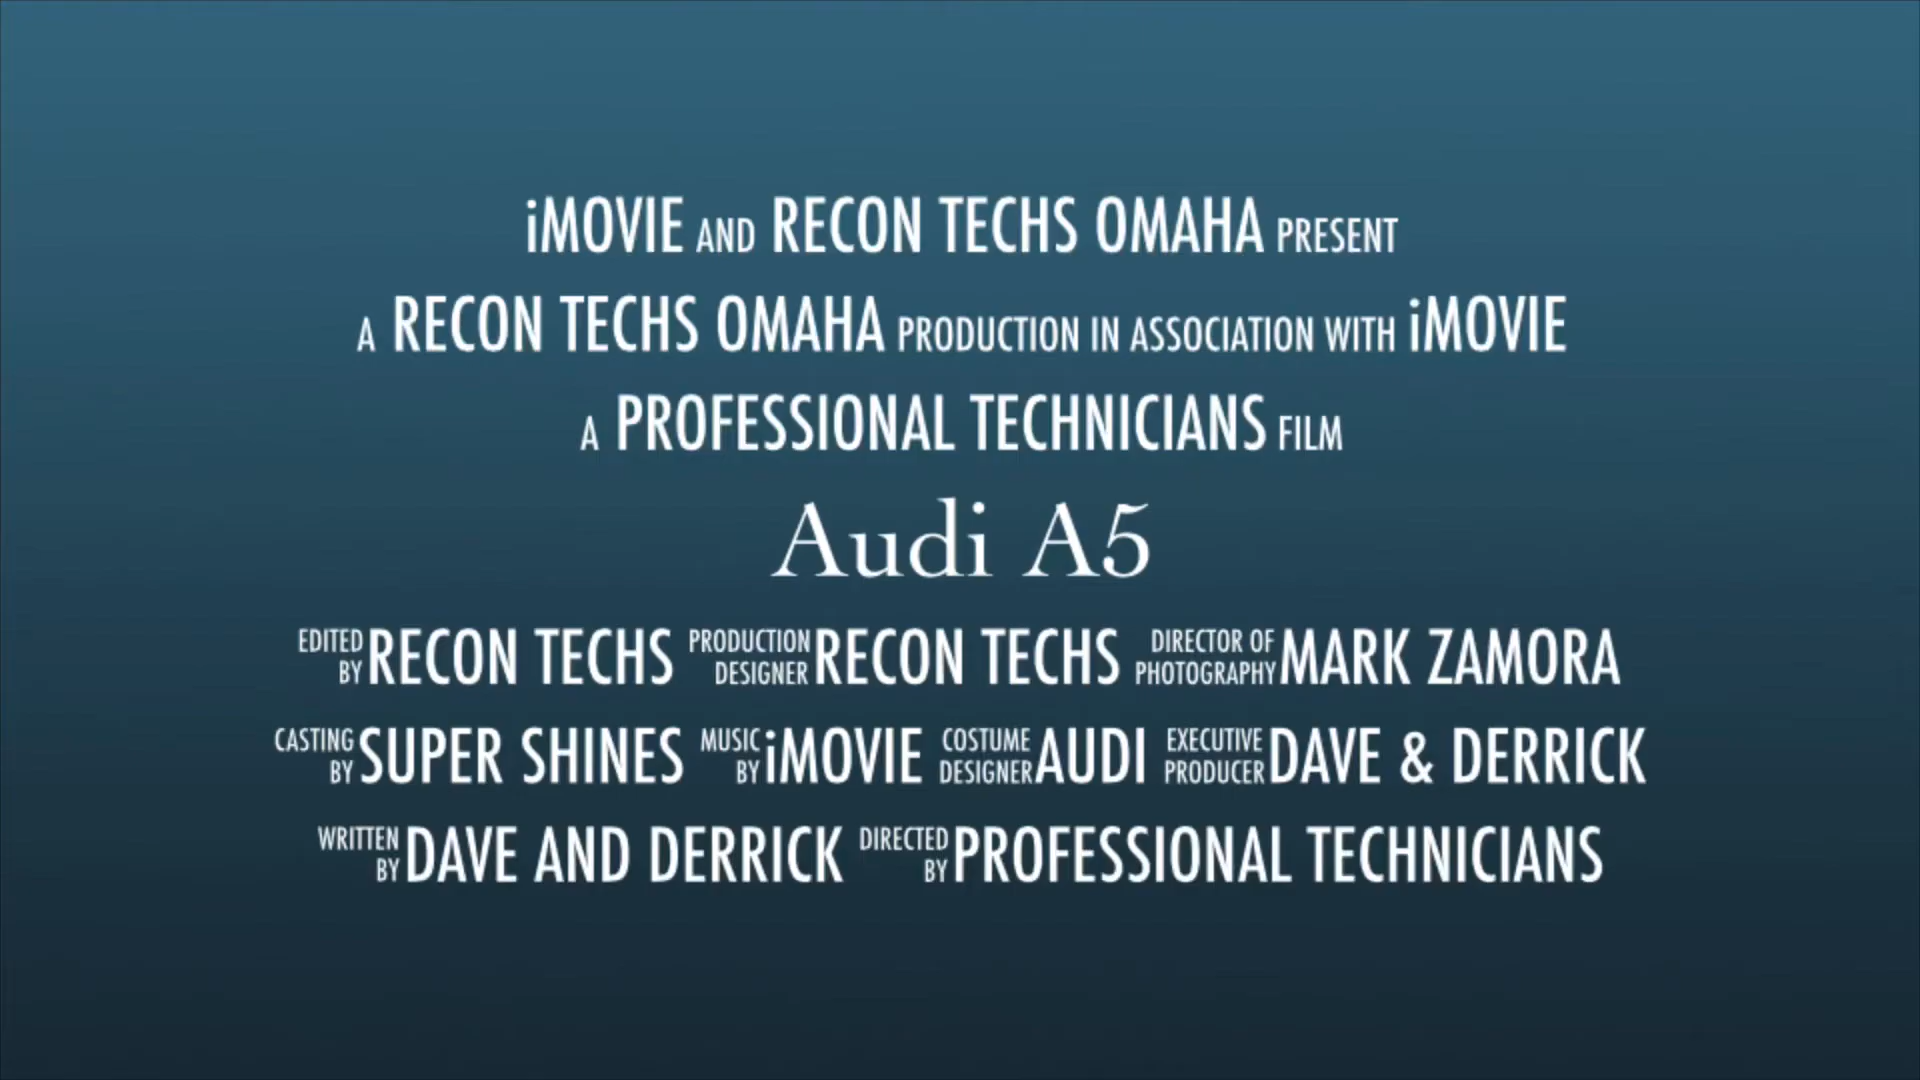 iMOVIE AND RECON TECHS OMAHA PRESENT
A RECON TECHS OMAHA PRODUCTION IN ASSOCIATION WITH iMOVIE
A PROFESSIONAL TECHNICIANS FILM
Audi A5
EDITED BY RECON TECHS PRODUCTION DESIGNER RECON TECHS DIRECTOR OF PHOTOGRAPHY MARK ZAMORA
CASTING BY SUPER SHINES MUSIC BY iMOVIE COSTUME DESIGNER AUDI EXECUTIVE PRODUCER DAVE & DERRICK
WRITTEN BY DAVE AND DERRICK DIRECTED BY PROFESSIONAL TECHNICIANS